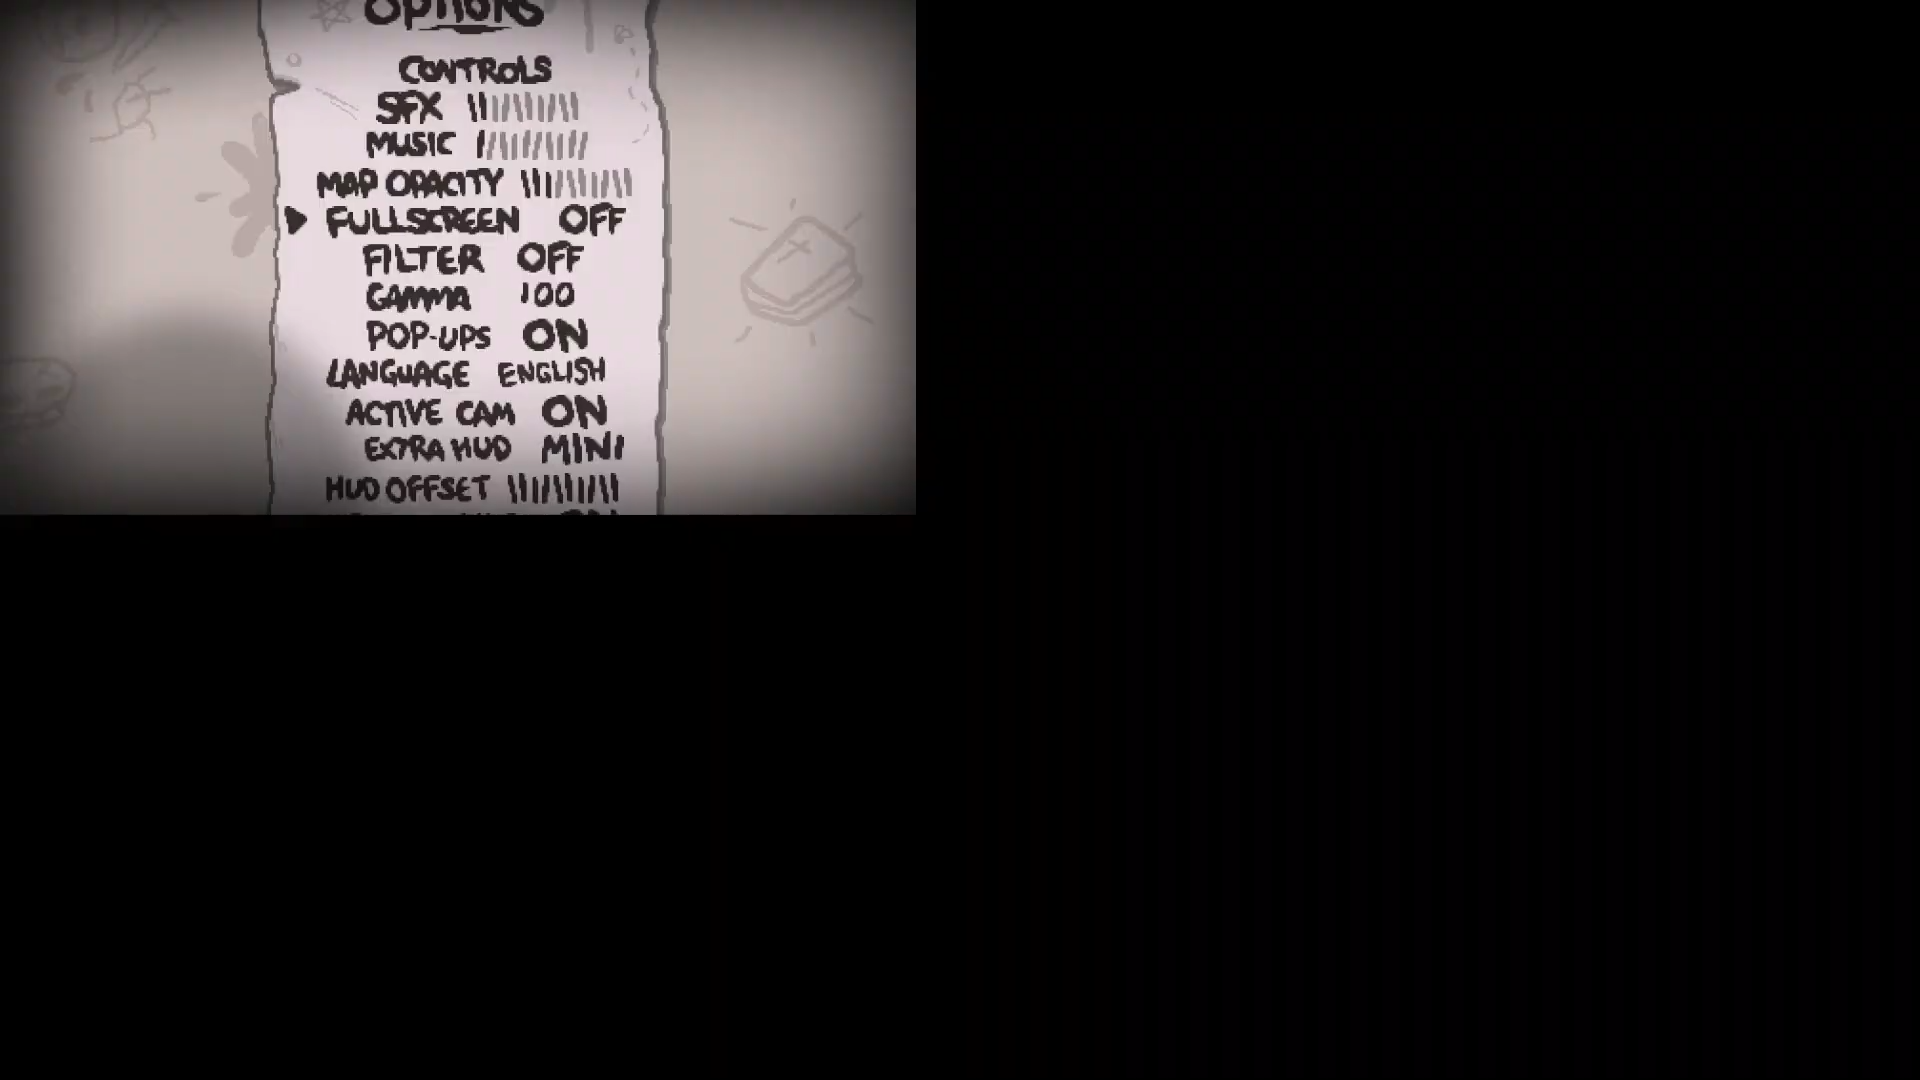 Options
CONTROLS
SFX
MUSIC
MAP OPACITY
FULLSCREEN OFF
FILTER OFF
GAMMA 100
POP-UPS ON
LANGUAGE ENGLISH
ACTIVE CAM ON
EXTRA HUD MINI
HUD OFFSET